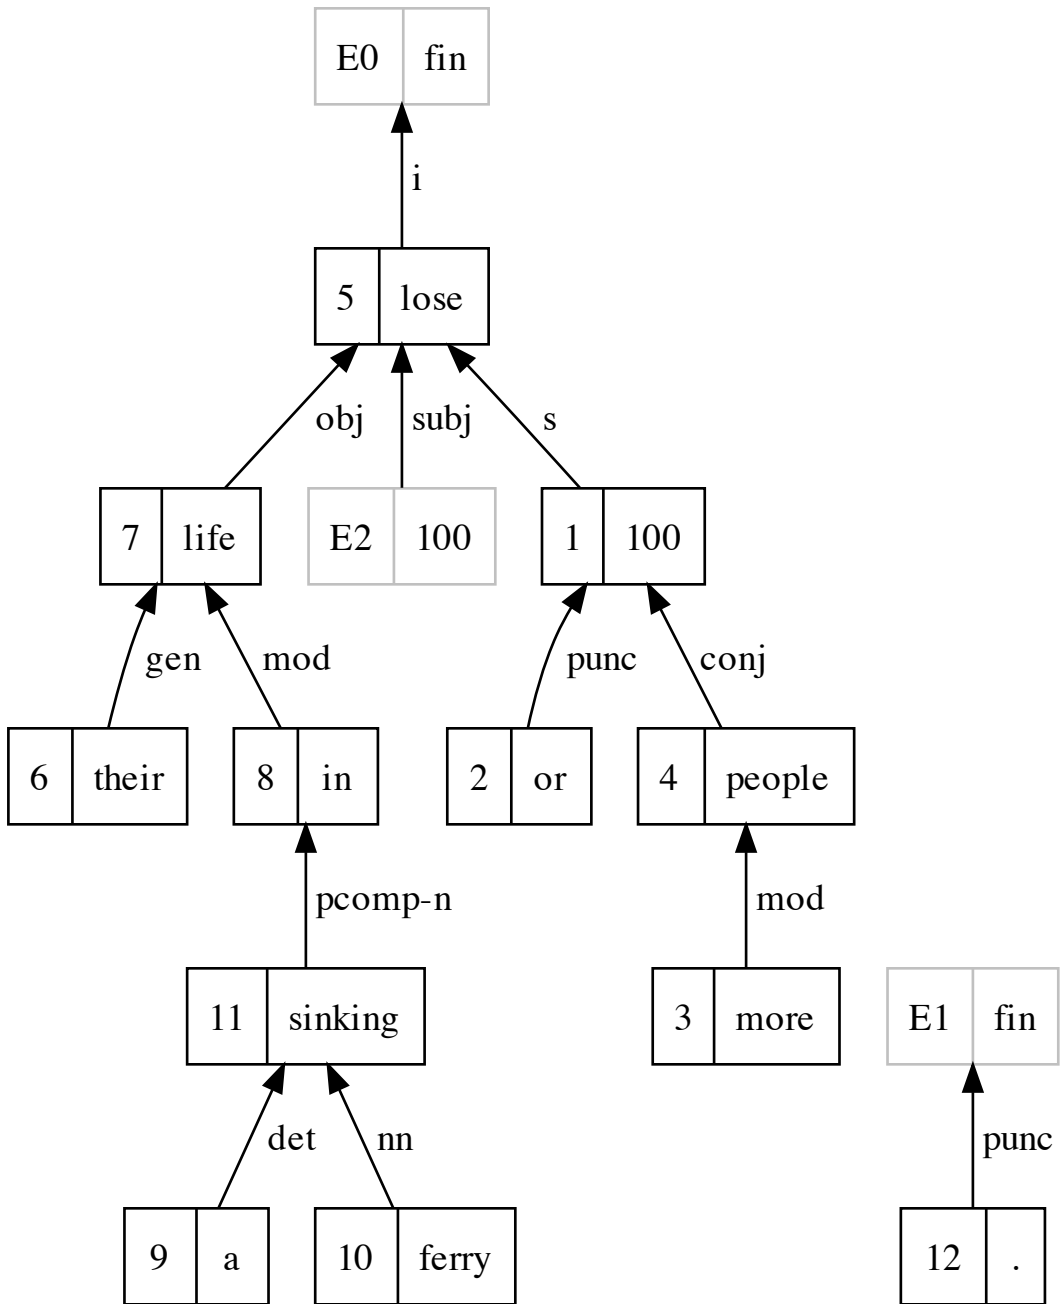 E0 fin
i
5 lose
obj subj s
7 life E2 100 1 100
gen mod punc conj
6 their 8 in 2 or 4 people
pcomp-n mod
11 sinking 3 more E1 fin
det nn punc
9 a 10 ferry 12 .